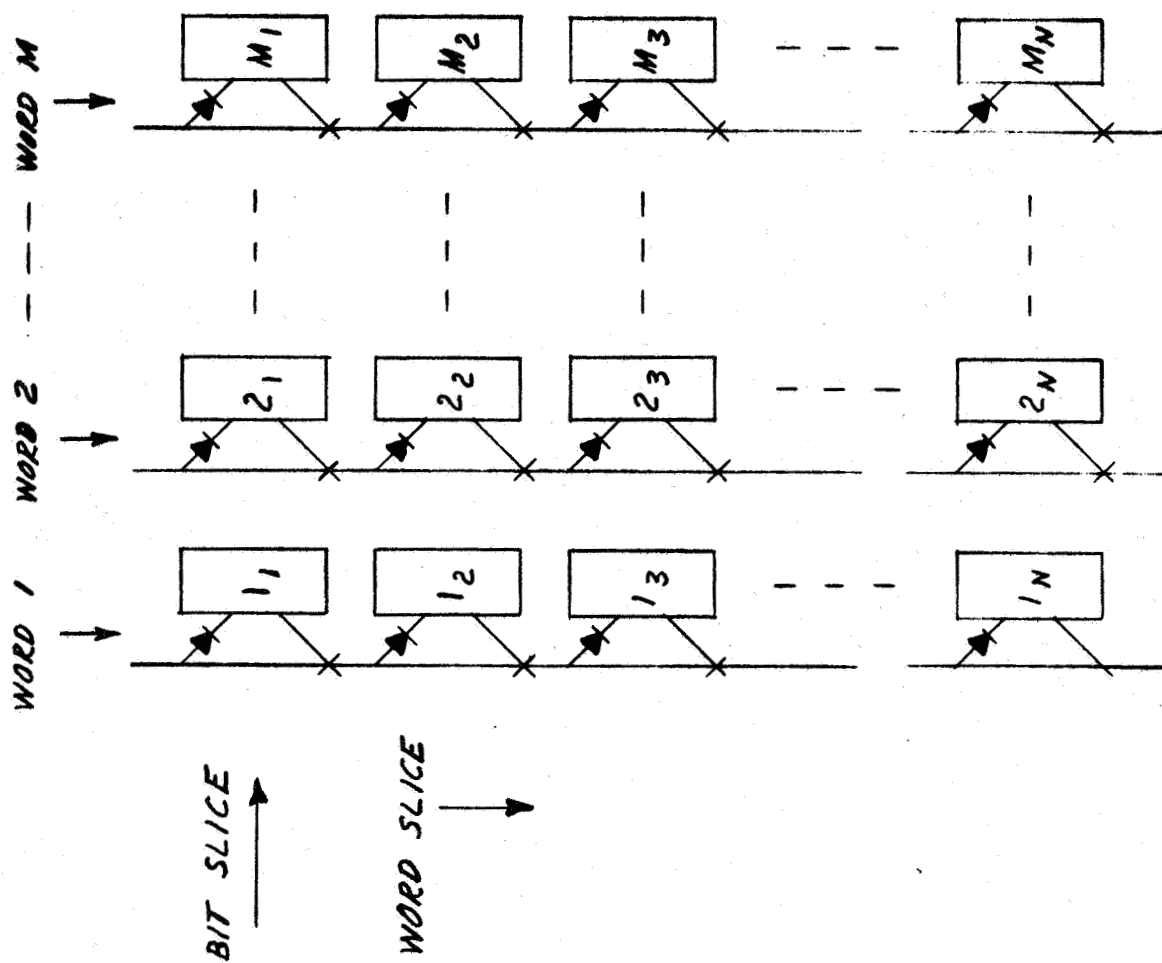 WORD 1 WORD 2 - - - WORD M
1₁ 2₁ - - - M₁
1₂ 2₂ - - - M₂
1₃ 2₃ - - - M₃
1N 2N - - - MN
BIT SLICE
WORD SLICE